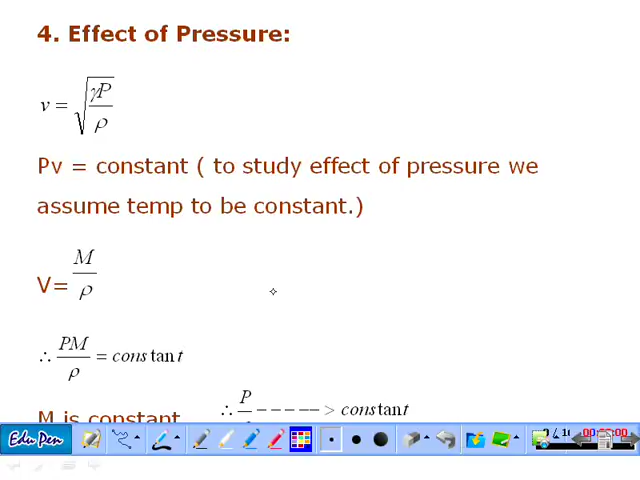 4. Effect of Pressure:
v = √(γP/ρ)
Pv = constant ( to study effect of pressure we
assume temp to be constant.)
V= M/ρ
∴ PM/ρ = constant
M is constant ∴ P/ -----> constant
Edu Pen